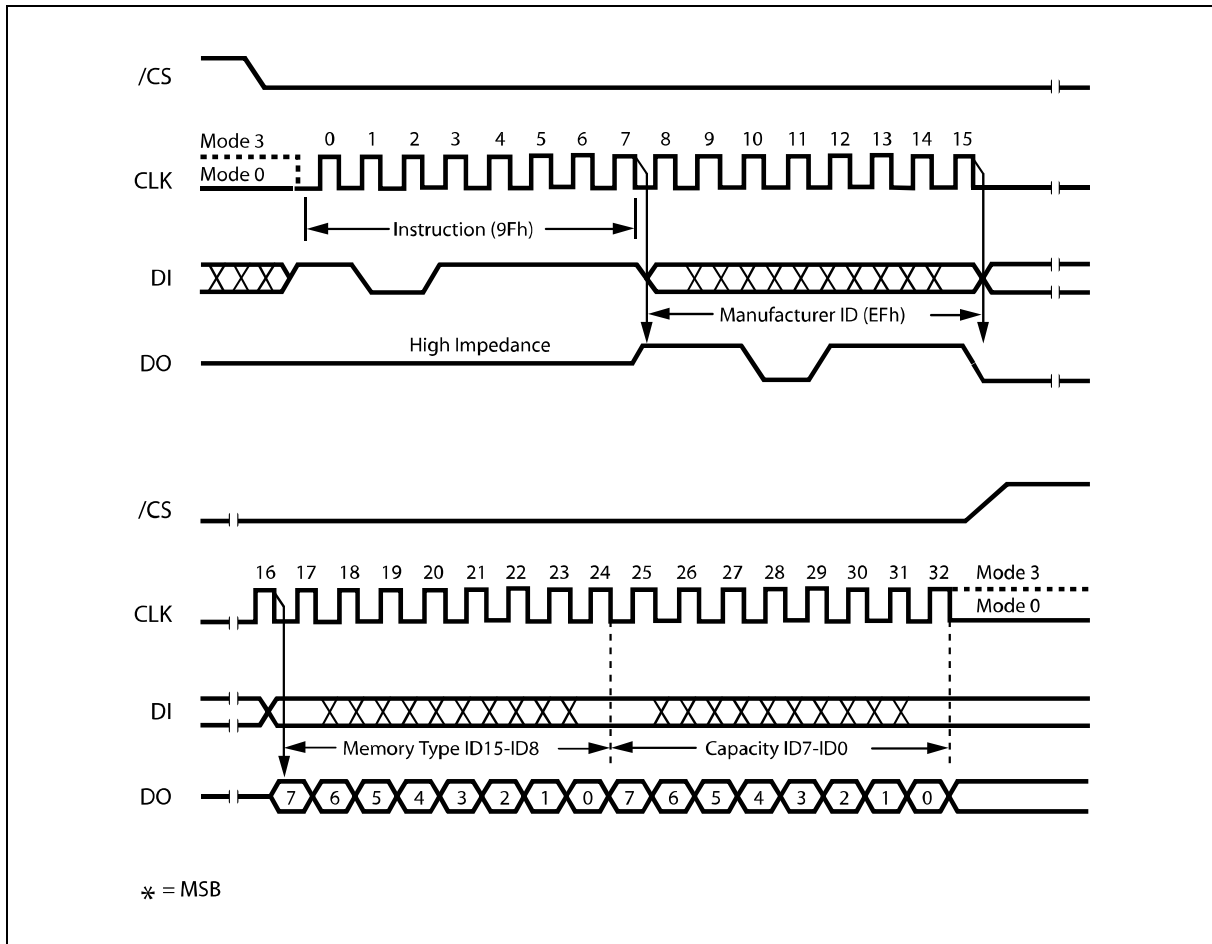 /CS
Mode 3 0 1 2 3 4 5 6 7 8 9 10 11 12 13 14 15
Mode 0
CLK
Instruction (9Fh)
DI
Manufacturer ID (EFh)
High Impedance
DO
/CS
16 17 18 19 20 21 22 23 24 25 26 27 28 29 30 31 32 Mode 3
Mode 0
CLK
DI
Memory Type ID15-ID8 Capacity ID7-ID0
DO 7 6 5 4 3 2 1 0 7 6 5 4 3 2 1 0
* = MSB